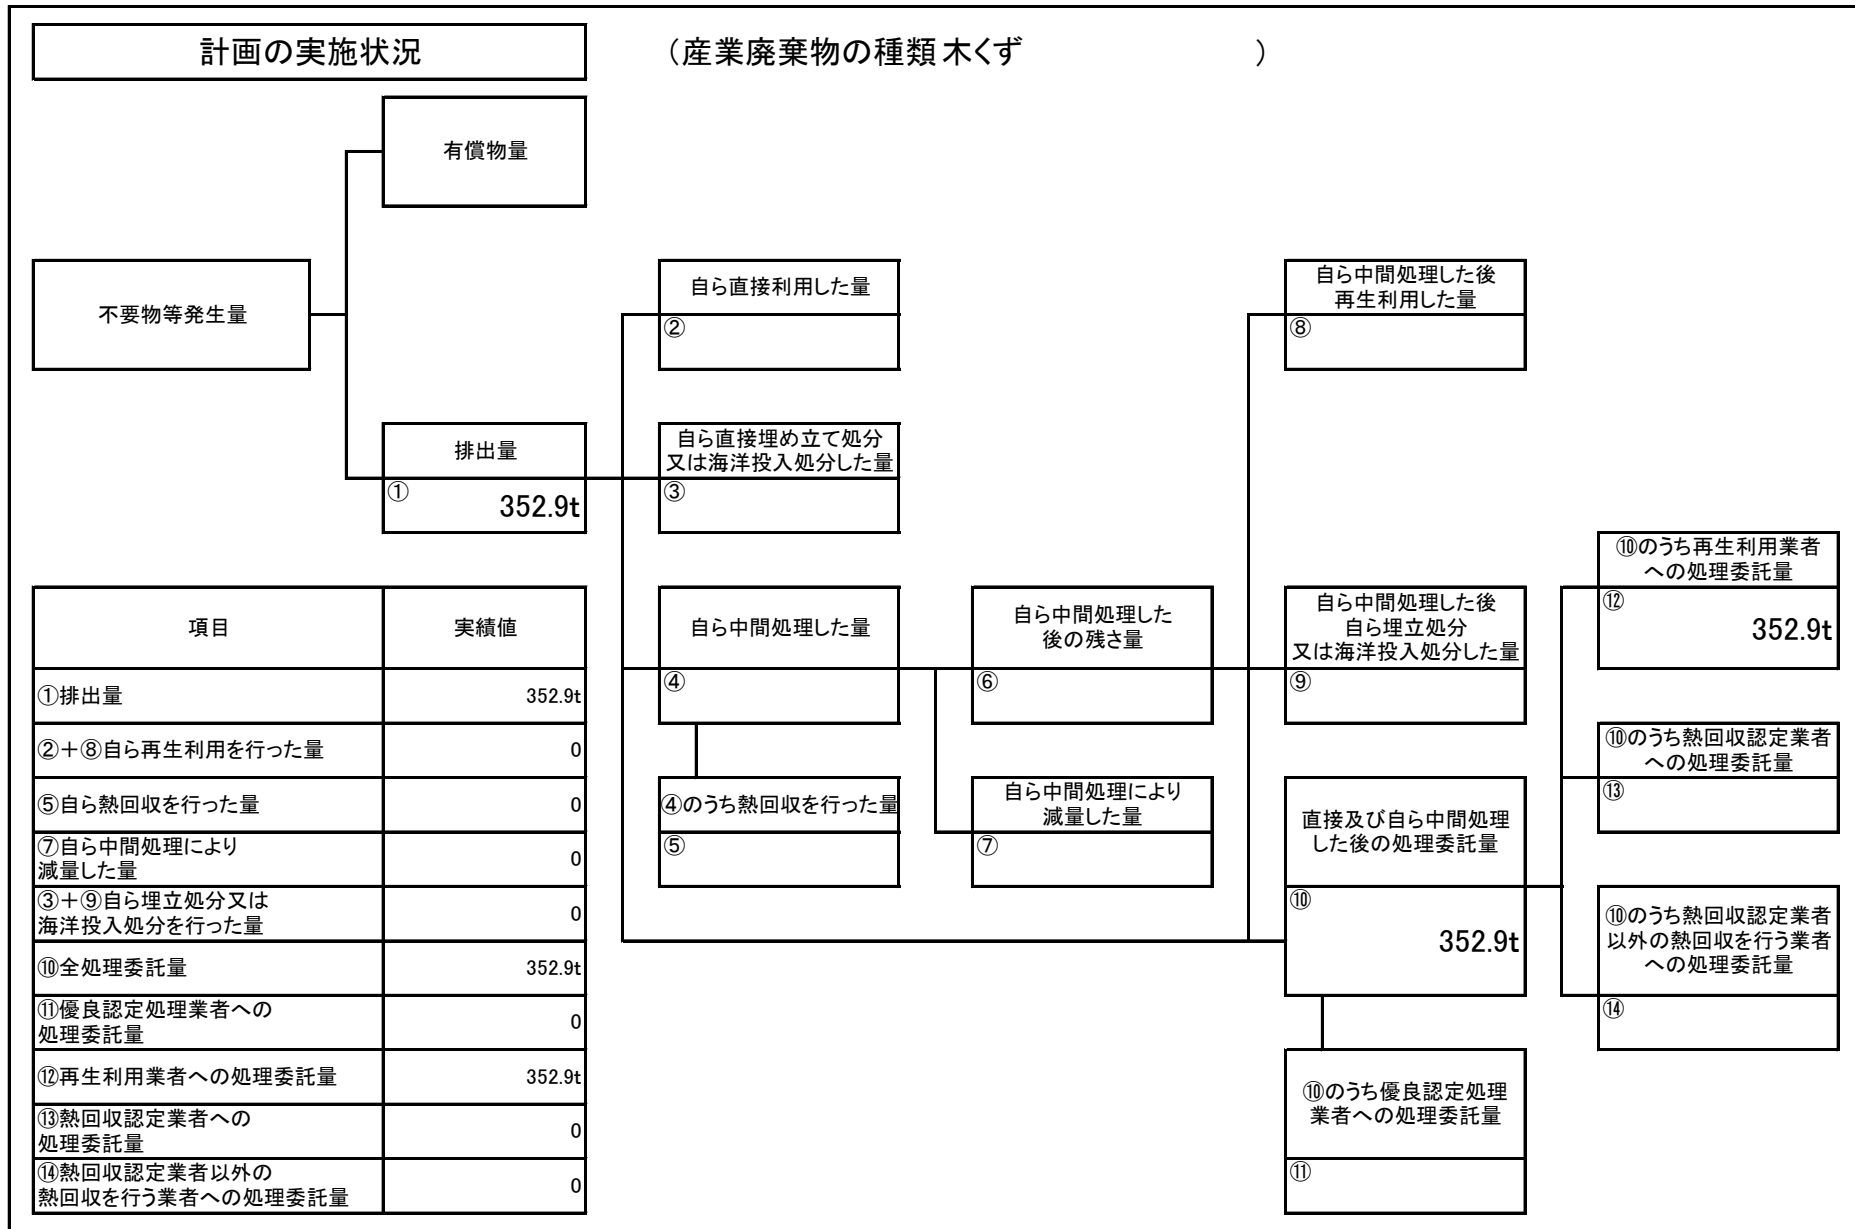 計画の実施状況
(産業廃棄物の種類 木くず )
有償物量
不要物等発生量
排出量
①
352.9t
自ら直接利用した量
②
自ら直接埋め立て処分
又は海洋投入処分した量
③
自ら中間処理した量
④
④のうち熱回収を行った量
⑤
自ら中間処理した
後の残さ量
⑥
自ら中間処理により
減量した量
⑦
自ら中間処理した後
再生利用した量
⑧
自ら中間処理した後
自ら埋立処分
又は海洋投入処分した量
⑨
直接及び自ら中間処理
した後の処理委託量
⑩
352.9t
⑩のうち優良認定処理
業者への処理委託量
⑪
⑩のうち再生利用業者
への処理委託量
⑫
352.9t
⑩のうち熱回収認定業者
への処理委託量
⑬
⑩のうち熱回収認定業者
以外の熱回収を行う業者
への処理委託量
⑭
項目 実績値
①排出量 352.9t
②+⑧自ら再生利用を行った量 0
⑤自ら熱回収を行った量 0
⑦自ら中間処理により
減量した量 0
③+⑨自ら埋立処分又は
海洋投入処分を行った量 0
⑩全処理委託量 352.9t
⑪優良認定処理業者への
処理委託量 0
⑫再生利用業者への処理委託量 352.9t
⑬熱回収認定業者への
処理委託量 0
⑭熱回収認定業者以外の
熱回収を行う業者への処理委託量 0